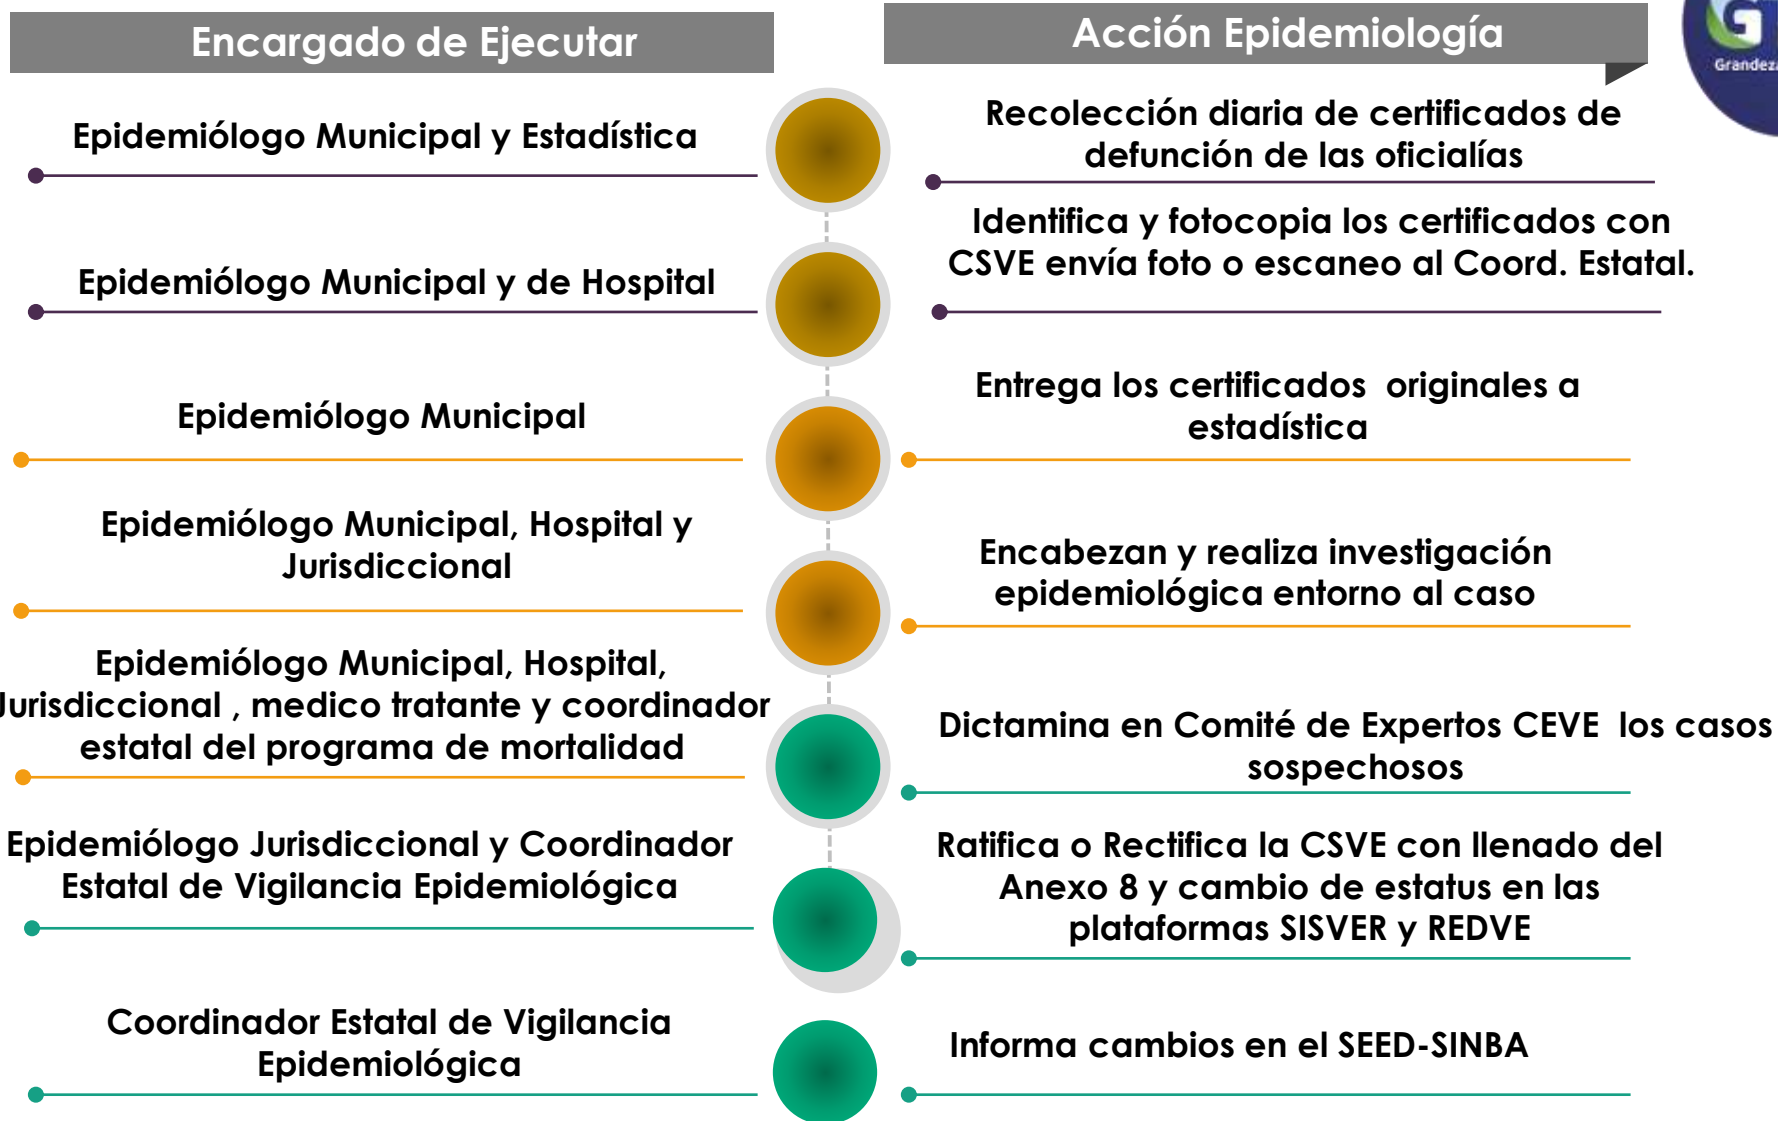 Encargado de Ejecutar
Acción Epidemiología
G
Grandeza
Epidemiólogo Municipal y Estadística
Recolección diaria de certificados de
defunción de las oficialías
Epidemiólogo Municipal y de Hospital
Identifica y fotocopia los certificados con
CSVE envía foto o escaneo al Coord. Estatal.
Epidemiólogo Municipal
Entrega los certificados originales a
estadística
Epidemiólogo Municipal, Hospital y
Jurisdiccional
Encabezan y realiza investigación
epidemiológica entorno al caso
Epidemiólogo Municipal, Hospital,
Jurisdiccional , medico tratante y coordinador
estatal del programa de mortalidad
Dictamina en Comité de Expertos CEVE los casos
sospechosos
Epidemiólogo Jurisdiccional y Coordinador
Estatal de Vigilancia Epidemiológica
Ratifica o Rectifica la CSVE con llenado del
Anexo 8 y cambio de estatus en las
plataformas SISVER y REDVE
Coordinador Estatal de Vigilancia
Epidemiológica
Informa cambios en el SEED-SINBA